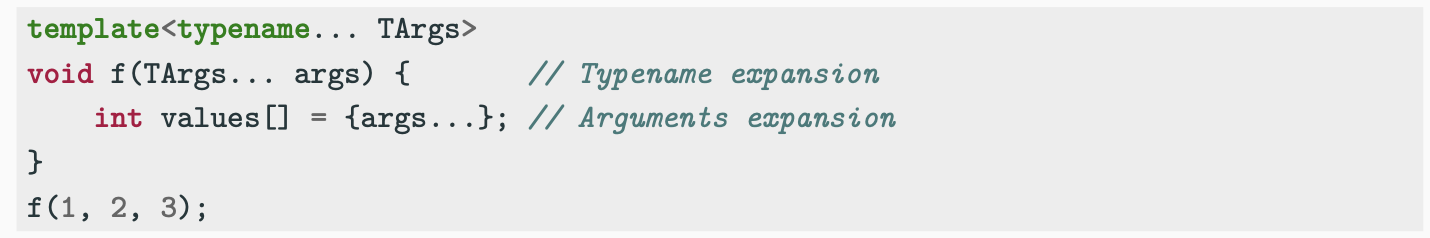 template<typename... TArgs>
void f(TArgs... args) {       // Typename expansion
    int values[] = {args...}; // Arguments expansion
}
f(1, 2, 3);